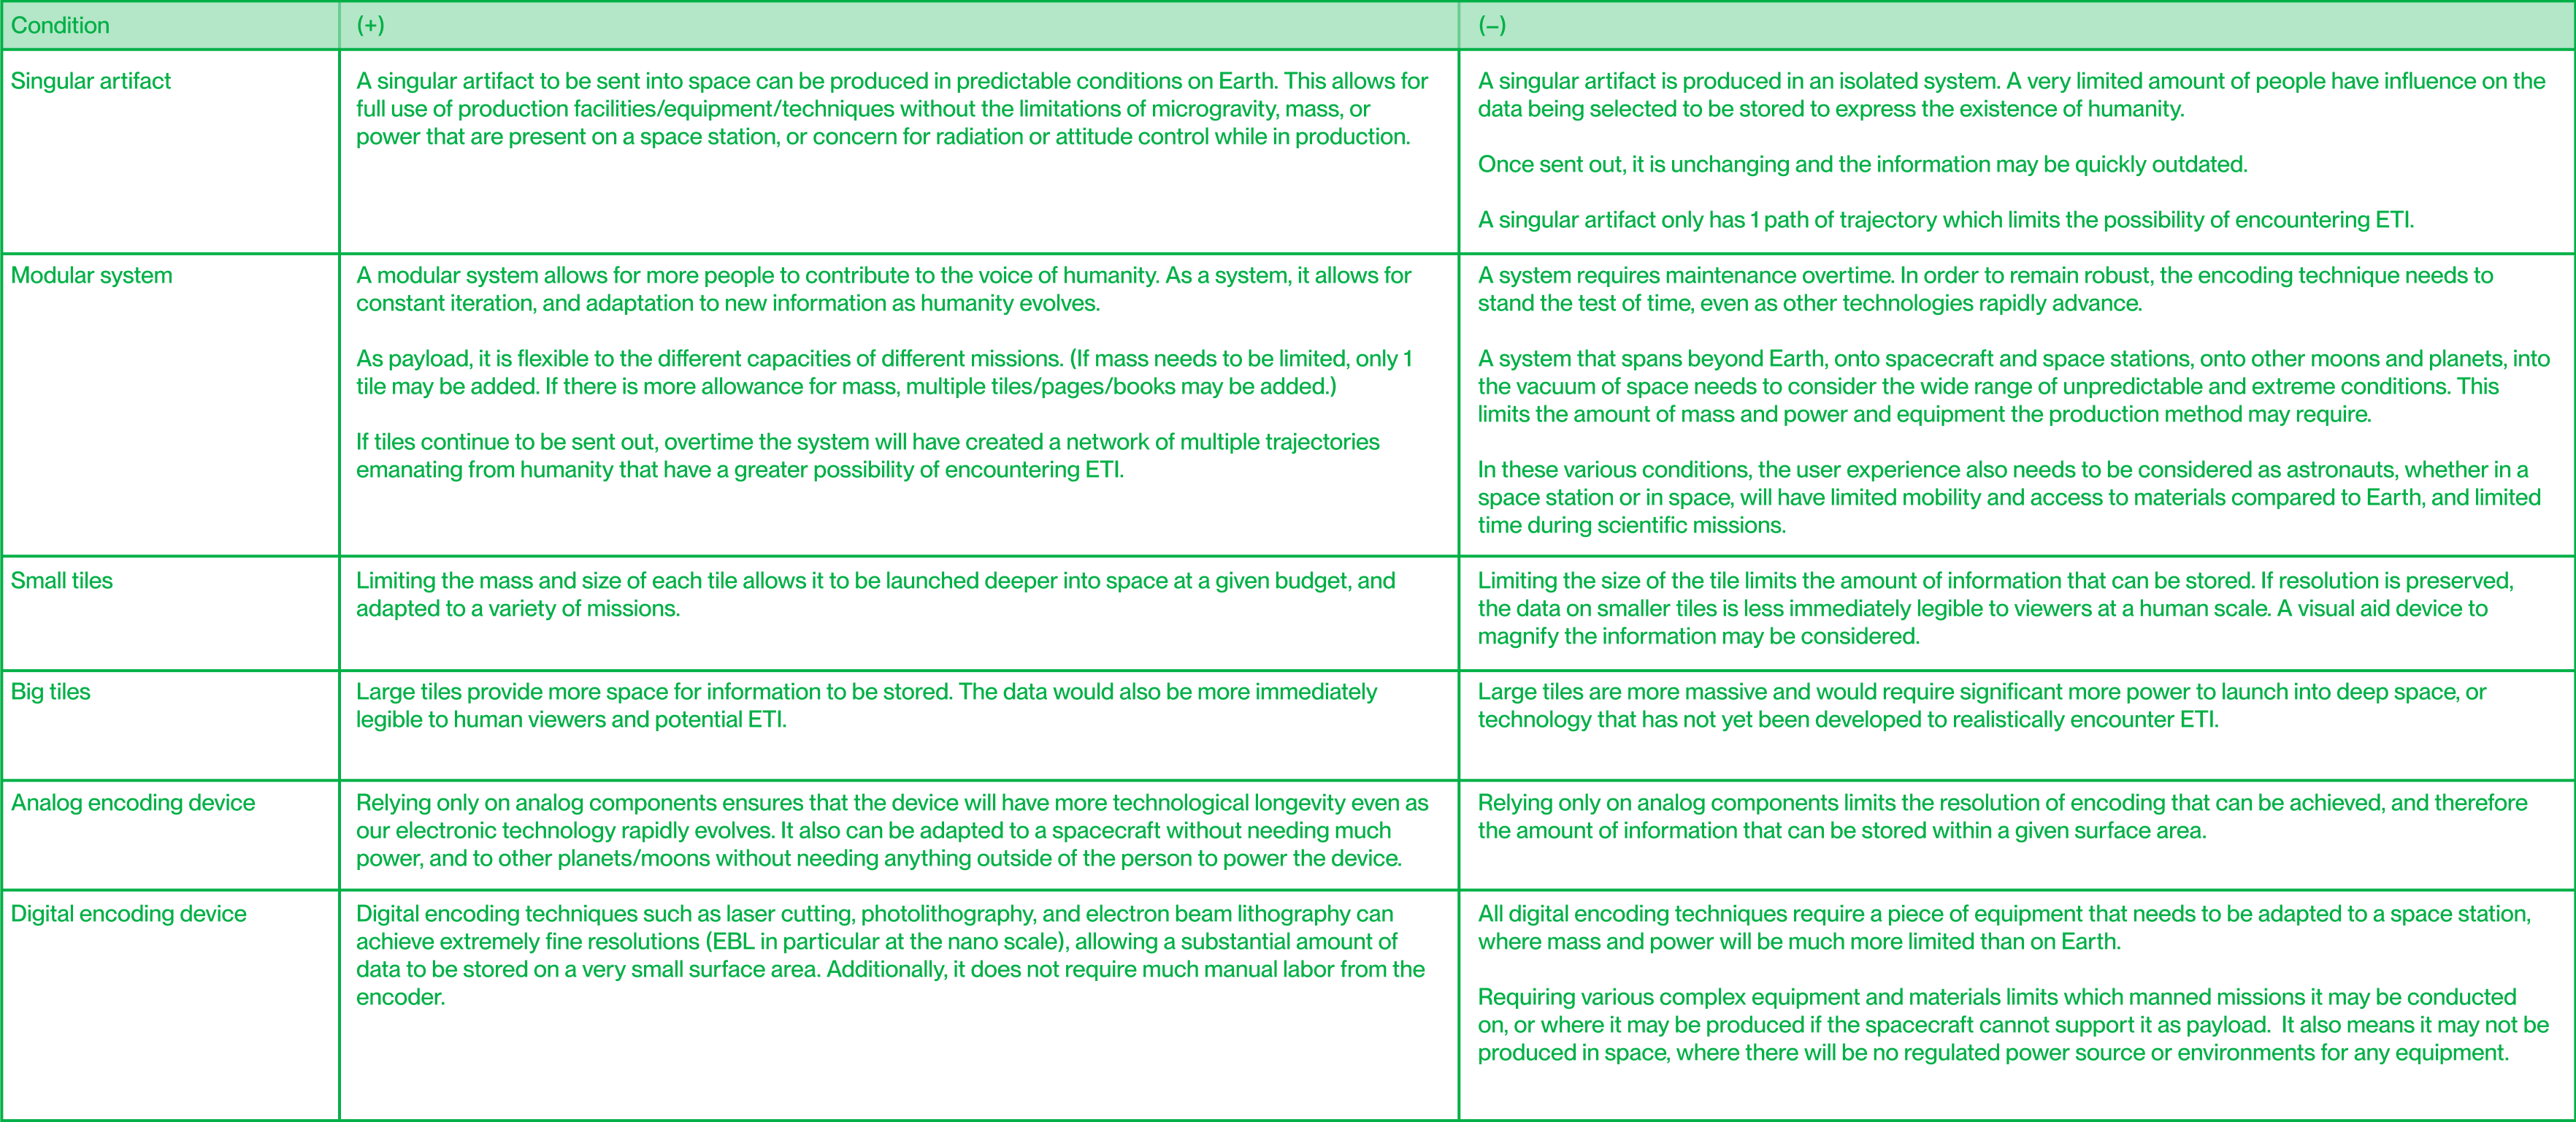 Condition
(+)
(–)
Singular artifact
A singular artifact to be sent into space can be produced in predictable conditions on Earth. This allows for
full use of production facilities/equipment/techniques without the limitations of microgravity, mass, or
power that are present on a space station, or concern for radiation or attitude control while in production.
A singular artifact is produced in an isolated system. A very limited amount of people have influence on the
data being selected to be stored to express the existence of humanity.
Once sent out, it is unchanging and the information may be quickly outdated.
A singular artifact only has 1 path of trajectory which limits the possibility of encountering ETI.
Modular system
A modular system allows for more people to contribute to the voice of humanity. As a system, it allows for
constant iteration, and adaptation to new information as humanity evolves.
As payload, it is flexible to the different capacities of different missions. (If mass needs to be limited, only 1
tile may be added. If there is more allowance for mass, multiple tiles/pages/books may be added.)
If tiles continue to be sent out, overtime the system will have created a network of multiple trajectories
emanating from humanity that have a greater possibility of encountering ETI.
A system requires maintenance overtime. In order to remain robust, the encoding technique needs to
stand the test of time, even as other technologies rapidly advance.
A system that spans beyond Earth, onto spacecraft and space stations, onto other moons and planets, into
the vacuum of space needs to consider the wide range of unpredictable and extreme conditions. This
limits the amount of mass and power and equipment the production method may require.
In these various conditions, the user experience also needs to be considered as astronauts, whether in a
space station or in space, will have limited mobility and access to materials compared to Earth, and limited
time during scientific missions.
Small tiles
Limiting the mass and size of each tile allows it to be launched deeper into space at a given budget, and
adapted to a variety of missions.
Limiting the size of the tile limits the amount of information that can be stored. If resolution is preserved,
the data on smaller tiles is less immediately legible to viewers at a human scale. A visual aid device to
magnify the information may be considered.
Big tiles
Large tiles provide more space for information to be stored. The data would also be more immediately
legible to human viewers and potential ETI.
Large tiles are more massive and would require significant more power to launch into deep space, or
technology that has not yet been developed to realistically encounter ETI.
Analog encoding device
Relying only on analog components ensures that the device will have more technological longevity even as
our electronic technology rapidly evolves. It also can be adapted to a spacecraft without needing much
power, and to other planets/moons without needing anything outside of the person to power the device.
Relying only on analog components limits the resolution of encoding that can be achieved, and therefore
the amount of information that can be stored within a given surface area.
Digital encoding device
Digital encoding techniques such as laser cutting, photolithography, and electron beam lithography can
achieve extremely fine resolutions (EBL in particular at the nano scale), allowing a substantial amount of
data to be stored on a very small surface area. Additionally, it does not require much manual labor from the
encoder.
All digital encoding techniques require a piece of equipment that needs to be adapted to a space station,
where mass and power will be much more limited than on Earth.
Requiring various complex equipment and materials limits which manned missions it may be conducted
on, or where it may be produced if the spacecraft cannot support it as payload.  It also means it may not be
produced in space, where there will be no regulated power source or environments for any equipment.